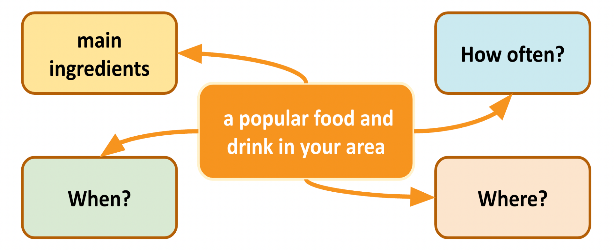 main
ingredients
How often?
a popular food and
drink in your area
When?
Where?